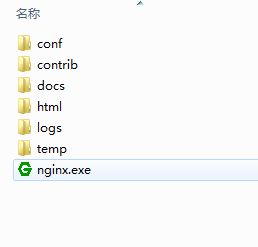 名称
conf
contrib
docs
html
logs
temp
nginx.exe